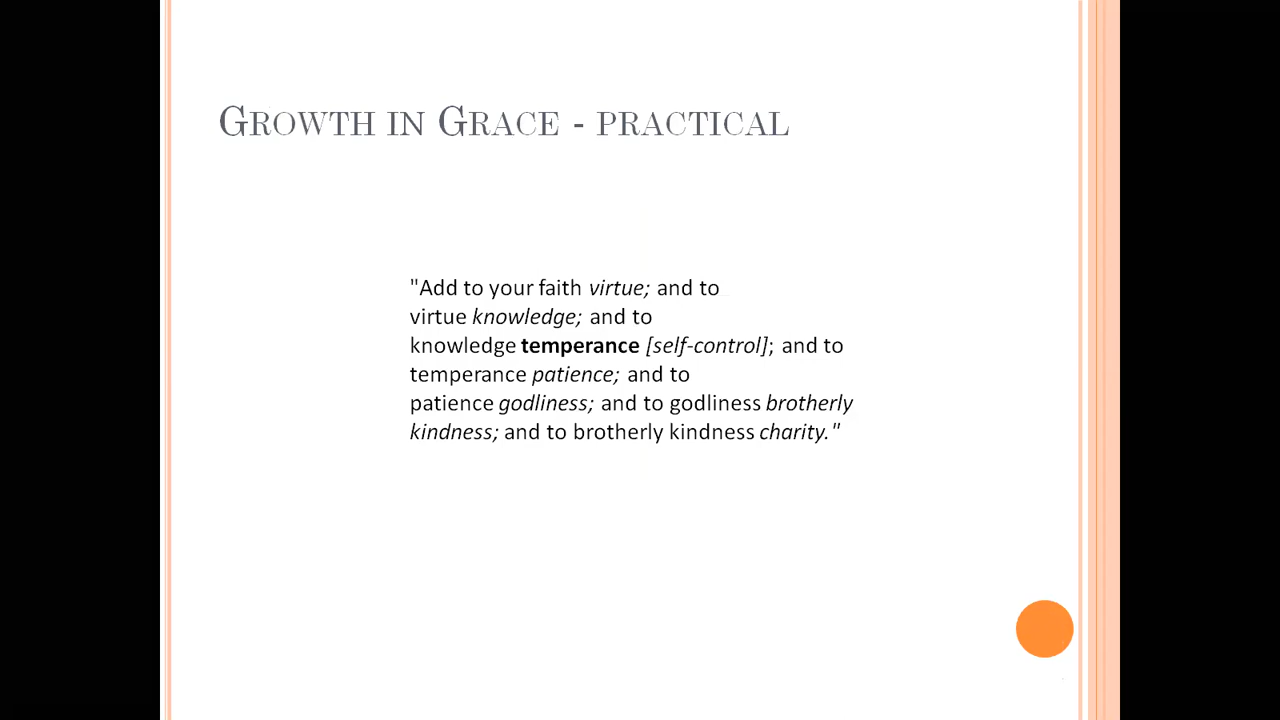 Growth in Grace - practical
"Add to your faith virtue; and to
virtue knowledge; and to
knowledge temperance [self-control]; and to
temperance patience; and to
patience godliness; and to godliness brotherly
kindness; and to brotherly kindness charity."